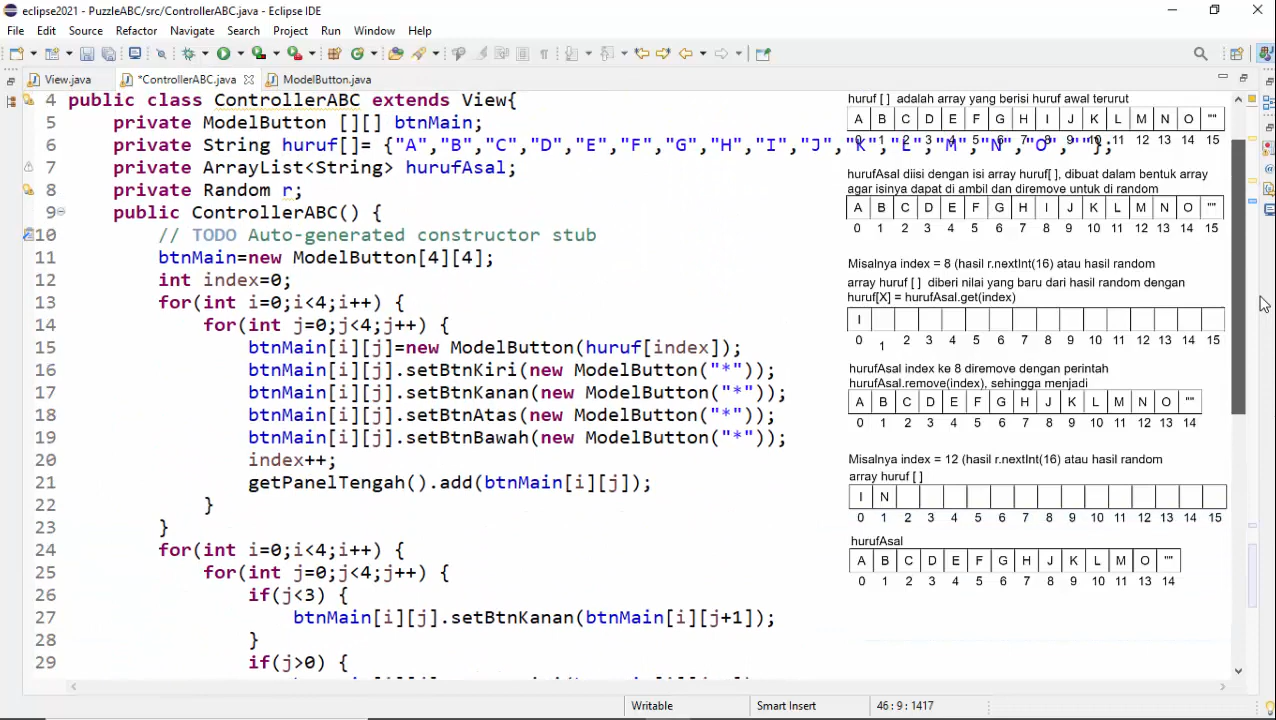 eclipse2021 - PuzzleABC/src/ControllerABC.java - Eclipse IDE
File Edit Source Refactor Navigate Search Project Run Window Help
View.java *ControllerABC.java ModelButton.java
4 public class ControllerABC extends View{
5 private ModelButton [][] btnMain;
6 private String huruf[]= {"A","B","C","D","E","F","G","H","I","J","K","L","M","N","O",""};
7 private ArrayList<String> hurufAsal;
8 private Random r;
9 public ControllerABC() {
10 // TODO Auto-generated constructor stub
11 btnMain=new ModelButton[4][4];
12 int index=0;
13 for(int i=0;i<4;i++) {
14 for(int j=0;j<4;j++) {
15 btnMain[i][j]=new ModelButton(huruf[index]);
16 btnMain[i][j].setBtnKiri(new ModelButton("*"));
17 btnMain[i][j].setBtnKanan(new ModelButton("*"));
18 btnMain[i][j].setBtnAtas(new ModelButton("*"));
19 btnMain[i][j].setBtnBawah(new ModelButton("*"));
20 index++;
21 getPanelTengah().add(btnMain[i][j]);
22 }
23 }
24 for(int i=0;i<4;i++) {
25 for(int j=0;j<4;j++) {
26 if(j<3) {
27 btnMain[i][j].setBtnKanan(btnMain[i][j+1]);
28 }
29 if(j>0) {
huruf [ ] adalah array yang berisi huruf awal terurut
A B C D E F G H I J K L M N O ""
0 1 2 3 4 5 6 7 8 9 10 11 12 13 14 15
hurufAsal diisi dengan isi array huruf[ ], dibuat dalam bentuk array
agar isinya dapat di ambil dan diremove untuk di random
A B C D E F G H I J K L M N O ""
0 1 2 3 4 5 6 7 8 9 10 11 12 13 14 15
Misalnya index = 8 (hasil r.nextInt(16) atau hasil random
array huruf [ ] diberi nilai yang baru dari hasil random dengan
huruf[X] = hurufAsal.get(index)
I
0 1 2 3 4 5 6 7 8 9 10 11 12 13 14 15
hurufAsal index ke 8 diremove dengan perintah
hurufAsal.remove(index), sehingga menjadi
A B C D E F G H J K L M N O ""
0 1 2 3 4 5 6 7 8 9 10 11 12 13 14
Misalnya index = 12 (hasil r.nextInt(16) atau hasil random
array huruf [ ]
I N
0 1 2 3 4 5 6 7 8 9 10 11 12 13 14 15
hurufAsal
A B C D E F G H J K L M O ""
0 1 2 3 4 5 6 7 8 9 10 11 12 14
Writable Smart Insert 46 : 9 : 1417